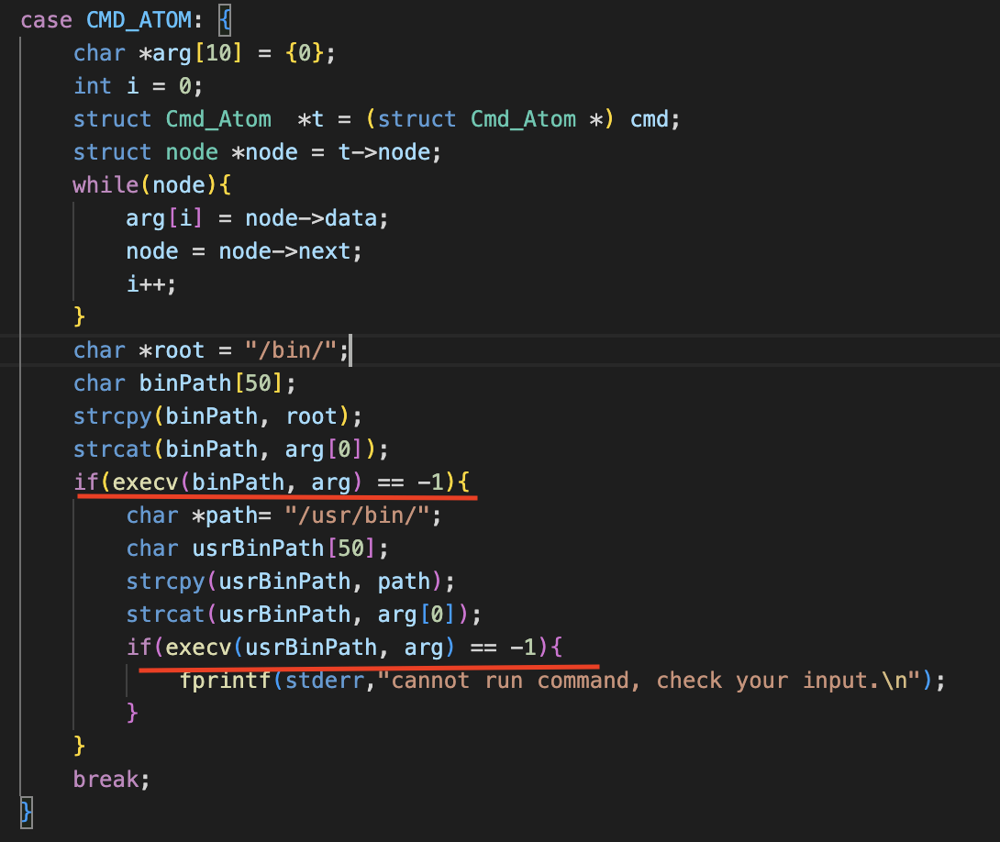 case CMD_ATOM: {
    char *arg[10] = {0};
    int i = 0;
    struct Cmd_Atom  *t = (struct Cmd_Atom *) cmd;
    struct node *node = t->node;
    while(node){
        arg[i] = node->data;
        node = node->next;
        i++;
    }
    char *root = "/bin/";
    char binPath[50];
    strcpy(binPath, root);
    strcat(binPath, arg[0]);
    if(execv(binPath, arg) == -1){
        char *path= "/usr/bin/";
        char usrBinPath[50];
        strcpy(usrBinPath, path);
        strcat(usrBinPath, arg[0]);
        if(execv(usrBinPath, arg) == -1){
            fprintf(stderr,"cannot run command, check your input.\n");
        }
    }
    break;
}